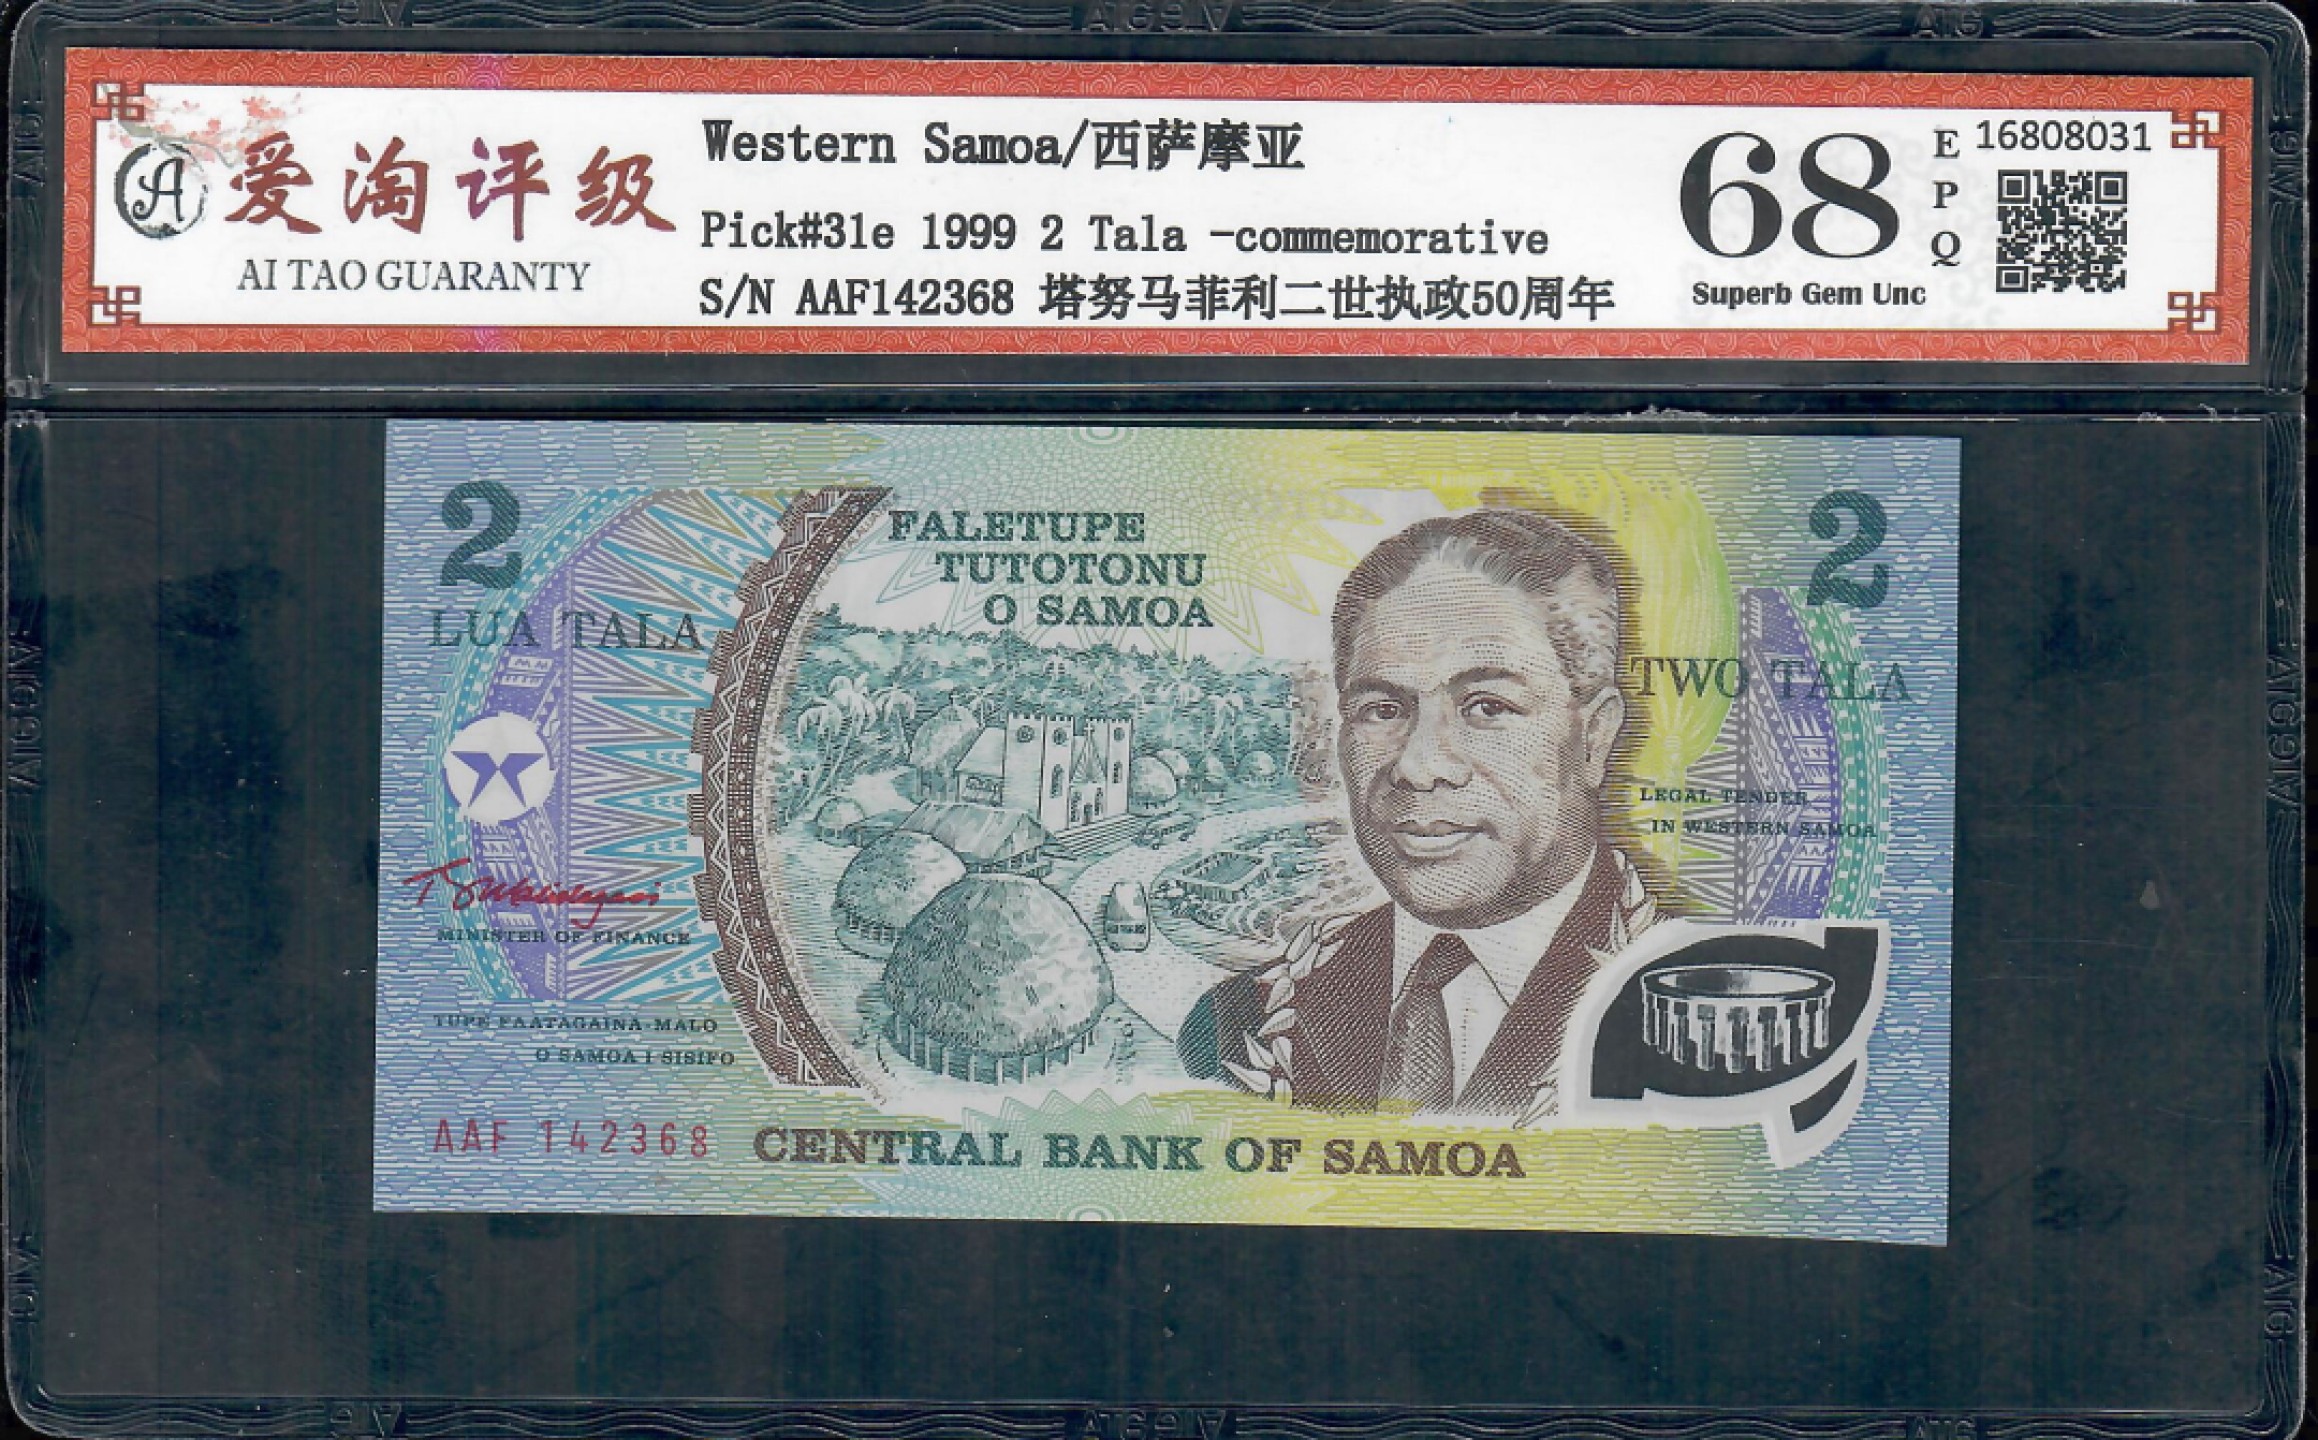 爱淘评级
AI TAO GUARANTY
Western Samoa/西萨摩亚
Pick#31e 1999 2 Tala -commemorative
S/N AAF142368 塔努马菲利二世执政50周年
68
EPQ
Superb Gem Unc
16808031
2
LUA TALA
FALETUPE
TUTOTONU
O SAMOA
2
TWO TALA
LEGAL TENDER
IN WESTERN SAMOA
MINISTER OF FINANCE
TUPE FAATAGAINA-MALO
O SAMOA I SISIFO
AAF 142368
CENTRAL BANK OF SAMOA